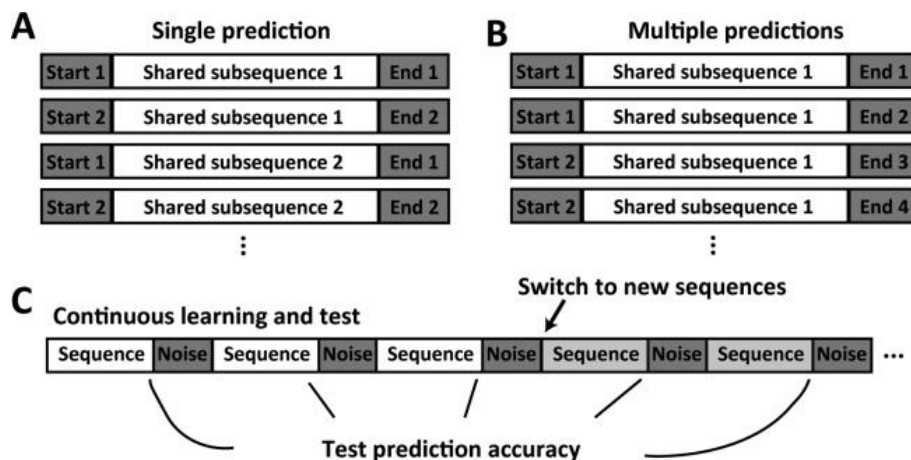 A
Single prediction
Start 1 Shared subsequence 1 End 1
Start 2 Shared subsequence 1 End 2
Start 1 Shared subsequence 2 End 1
Start 2 Shared subsequence 2 End 2
⋮
B
Multiple predictions
Start 1 Shared subsequence 1 End 1
Start 1 Shared subsequence 1 End 2
Start 2 Shared subsequence 1 End 3
Start 2 Shared subsequence 1 End 4
⋮
C
Switch to new sequences
Continuous learning and test
Sequence Noise Sequence Noise Sequence Noise Sequence Noise Sequence Noise ...
Test prediction accuracy